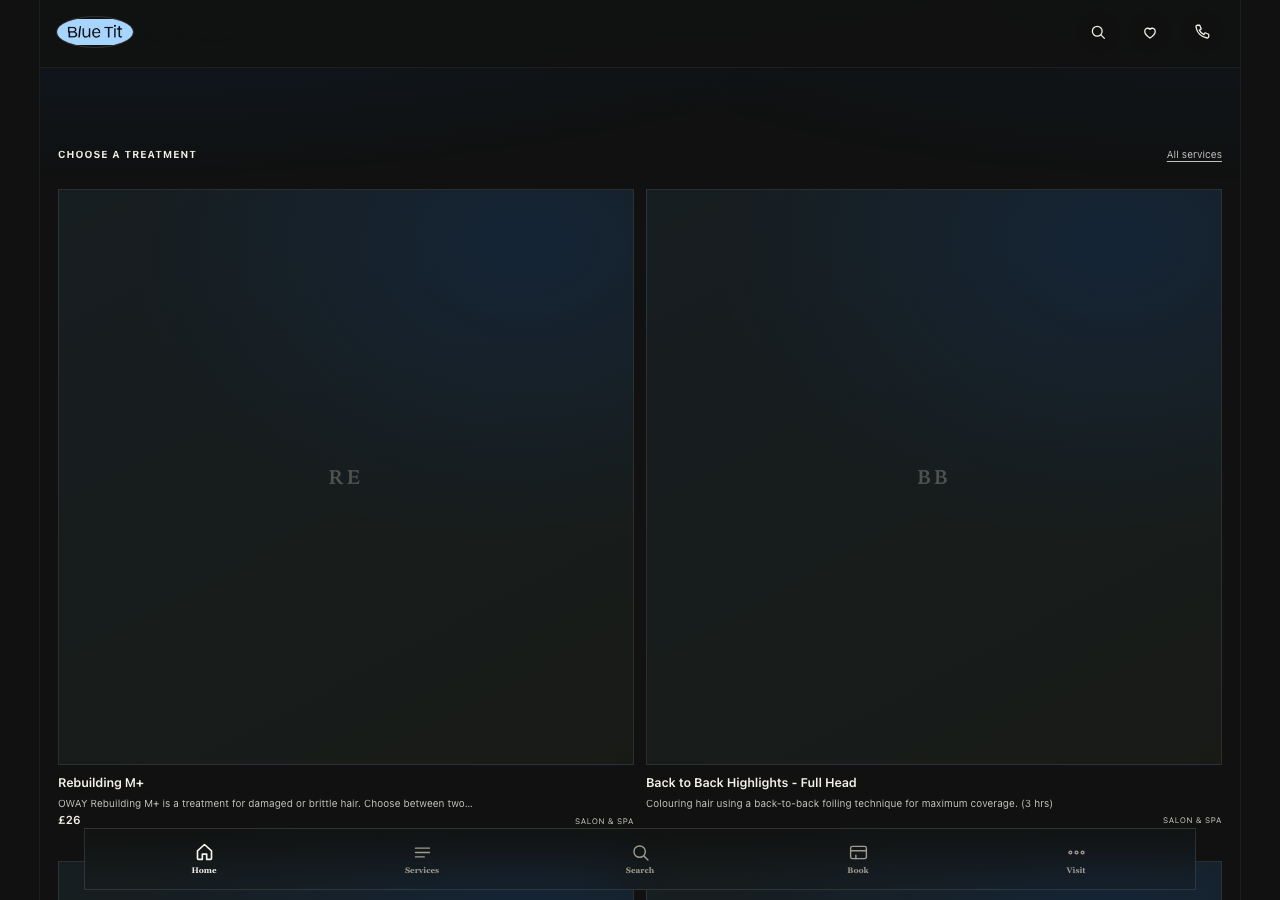 Blue Tit
CHOOSE A TREATMENT
All services
RE
BB
Rebuilding M+
OWAY Rebuilding M+ is a treatment for damaged or brittle hair. Choose between two...
£26
SALON & SPA
Back to Back Highlights - Full Head
Colouring hair using a back-to-back foiling technique for maximum coverage. (3 hrs)
SALON & SPA
Home
Services
Search
Book
Visit